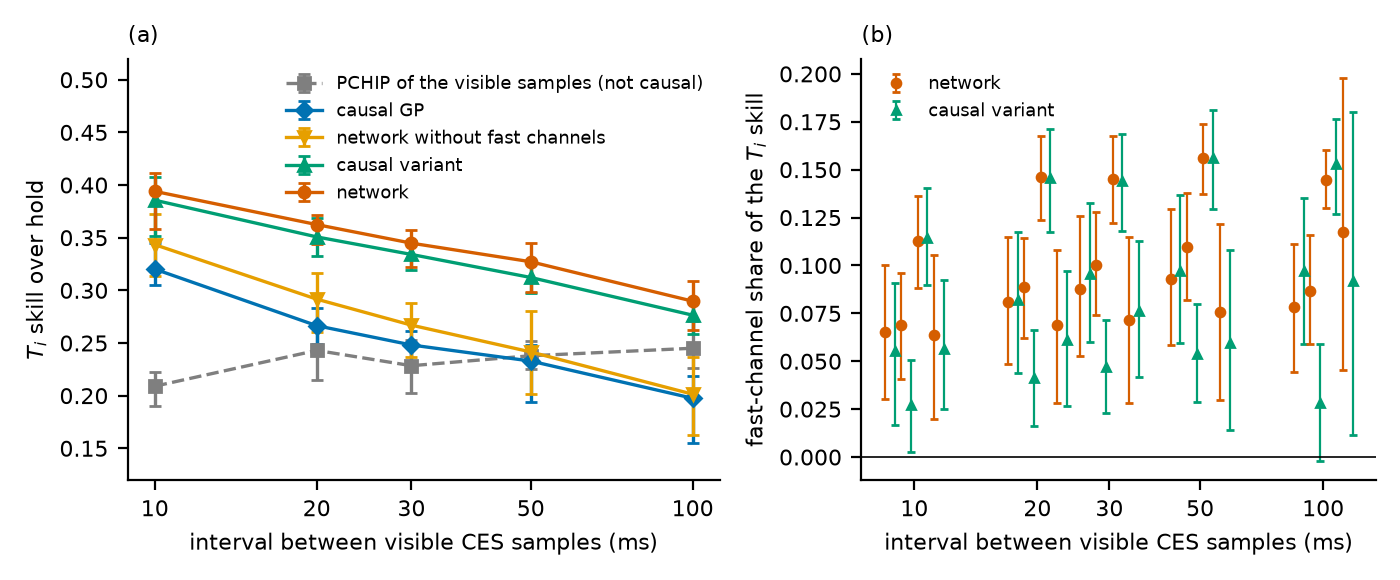 (a)
T_i skill over hold
0.50
0.45
0.40
0.35
0.30
0.25
0.20
0.15
PCHIP of the visible samples (not causal)
causal GP
network without fast channels
causal variant
network
10
20
30
50
100
interval between visible CES samples (ms)
(b)
fast-channel share of the T_i skill
0.200
0.175
0.150
0.125
0.100
0.075
0.050
0.025
0.000
network
causal variant
10
20
30
50
100
interval between visible CES samples (ms)